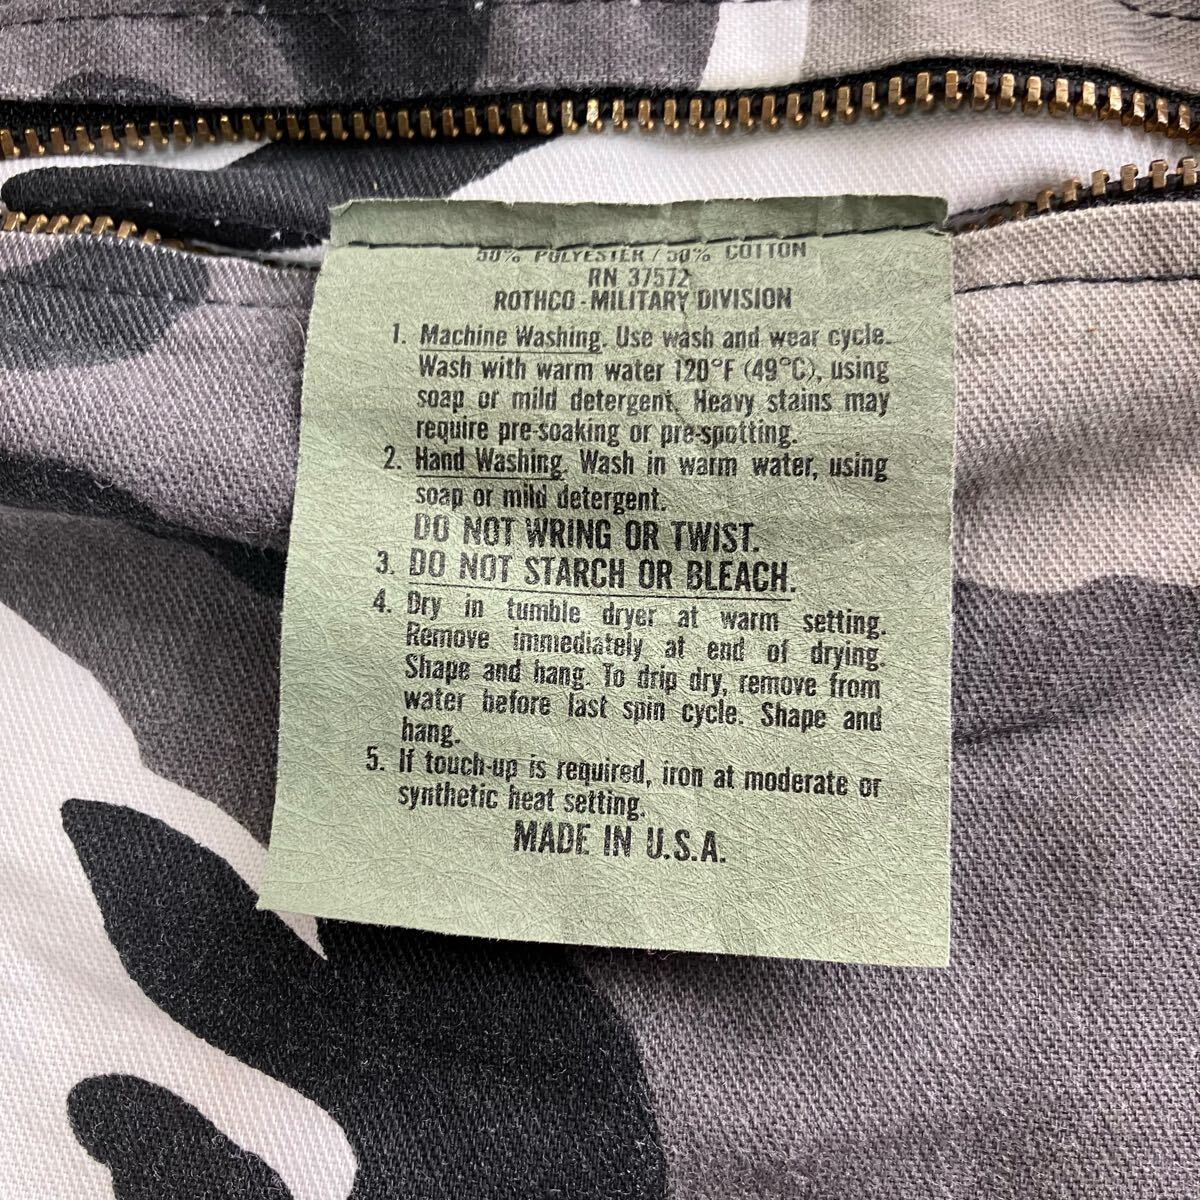 50% POLYESTER / 50% COTTON
RN 37572
ROTHCO - MILITARY DIVISION
1. Machine Washing. Use wash and wear cycle.
Wash with warm water 120°F (49°C), using
soap or mild detergent. Heavy stains may
require pre-soaking or pre-spotting.
2. Hand Washing. Wash in warm water, using
soap or mild detergent.
DO NOT WRING OR TWIST.
3. DO NOT STARCH OR BLEACH.
4. Dry in tumble dryer at warm setting.
Remove immediately at end of drying.
Shape and hang. To drip dry, remove from
water before last spin cycle. Shape and
hang.
5. If touch-up is required, iron at moderate or
synthetic heat setting.
MADE IN U.S.A.